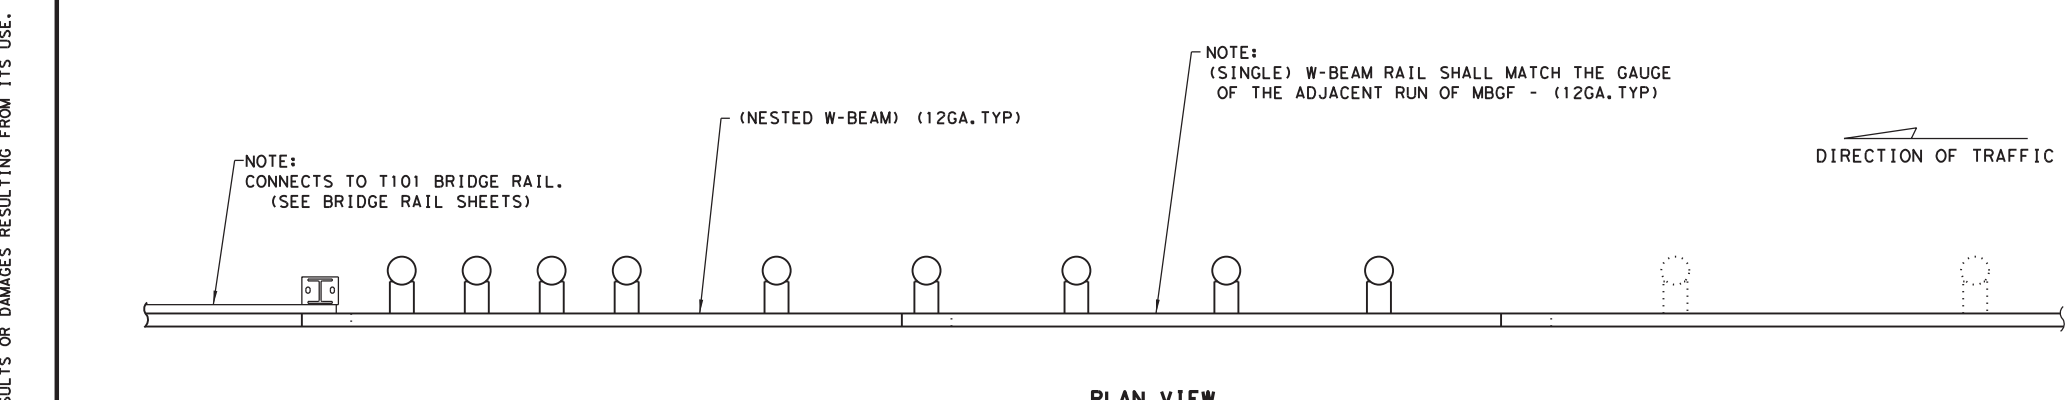 SULTS OR DAMAGES RESULTING FROM ITS USE.
NOTE:
CONNECTS TO T101 BRIDGE RAIL.
(SEE BRIDGE RAIL SHEETS)
(NESTED W-BEAM) (12GA.TYP)
NOTE:
(SINGLE) W-BEAM RAIL SHALL MATCH THE GAUGE
OF THE ADJACENT RUN OF MBGF - (12GA.TYP)
DIRECTION OF TRAFFIC
PLAN VIEW